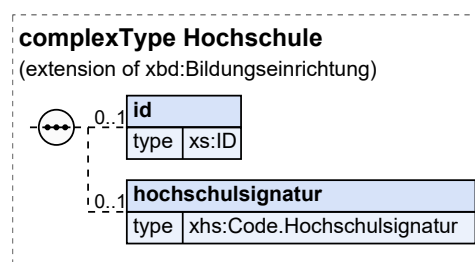 complexType Hochschule
(extension of xbd:Bildungseinrichtung)
0..1 id
type xs:ID
0..1 hochschulsignatur
type xhs:Code.Hochschulsignatur